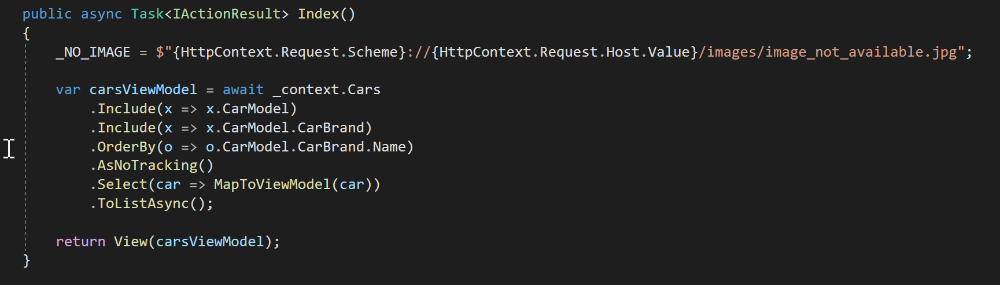 public async Task<IActionResult> Index()
{
    _NO_IMAGE = $"{HttpContext.Request.Scheme}://{HttpContext.Request.Host.Value}/images/image_not_available.jpg";
    var carsViewModel = await _context.Cars
        .Include(x => x.CarModel)
        .Include(x => x.CarModel.CarBrand)
        .OrderBy(o => o.CarModel.CarBrand.Name)
        .AsNoTracking()
        .Select(car => MapToViewModel(car))
        .ToListAsync();
    return View(carsViewModel);
}